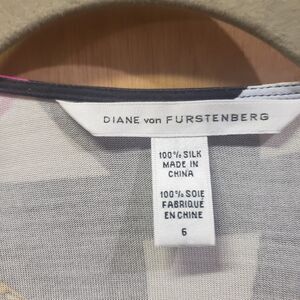 DIANE von FURSTENBERG
100% SILK
MADE IN
CHINA
100% SOIE
FABRIQUÉ
EN CHINE
6